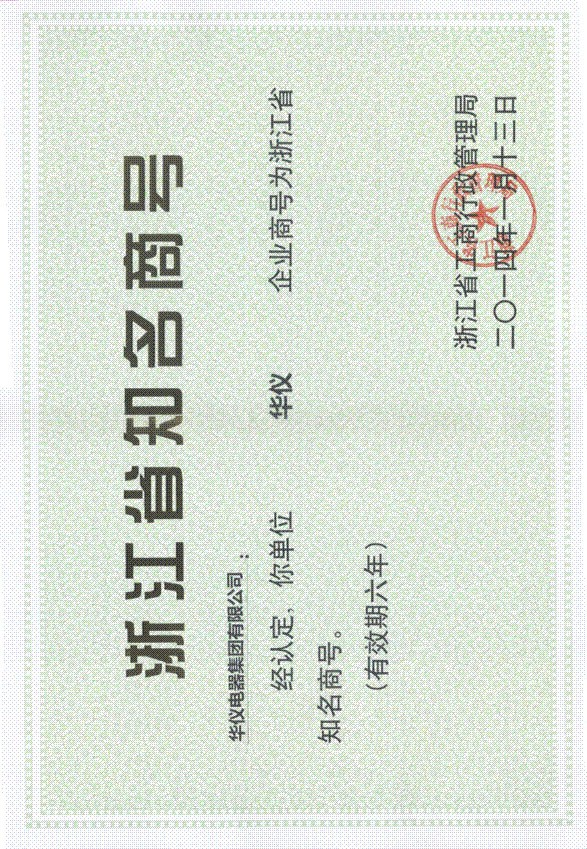 浙江省知名商号
华仪电器集团有限公司：
经认定，你单位 华仪 企业商号为浙江省
知名商号。
（有效期六年）
浙江省工商行政管理局
二〇一四年一月十三日